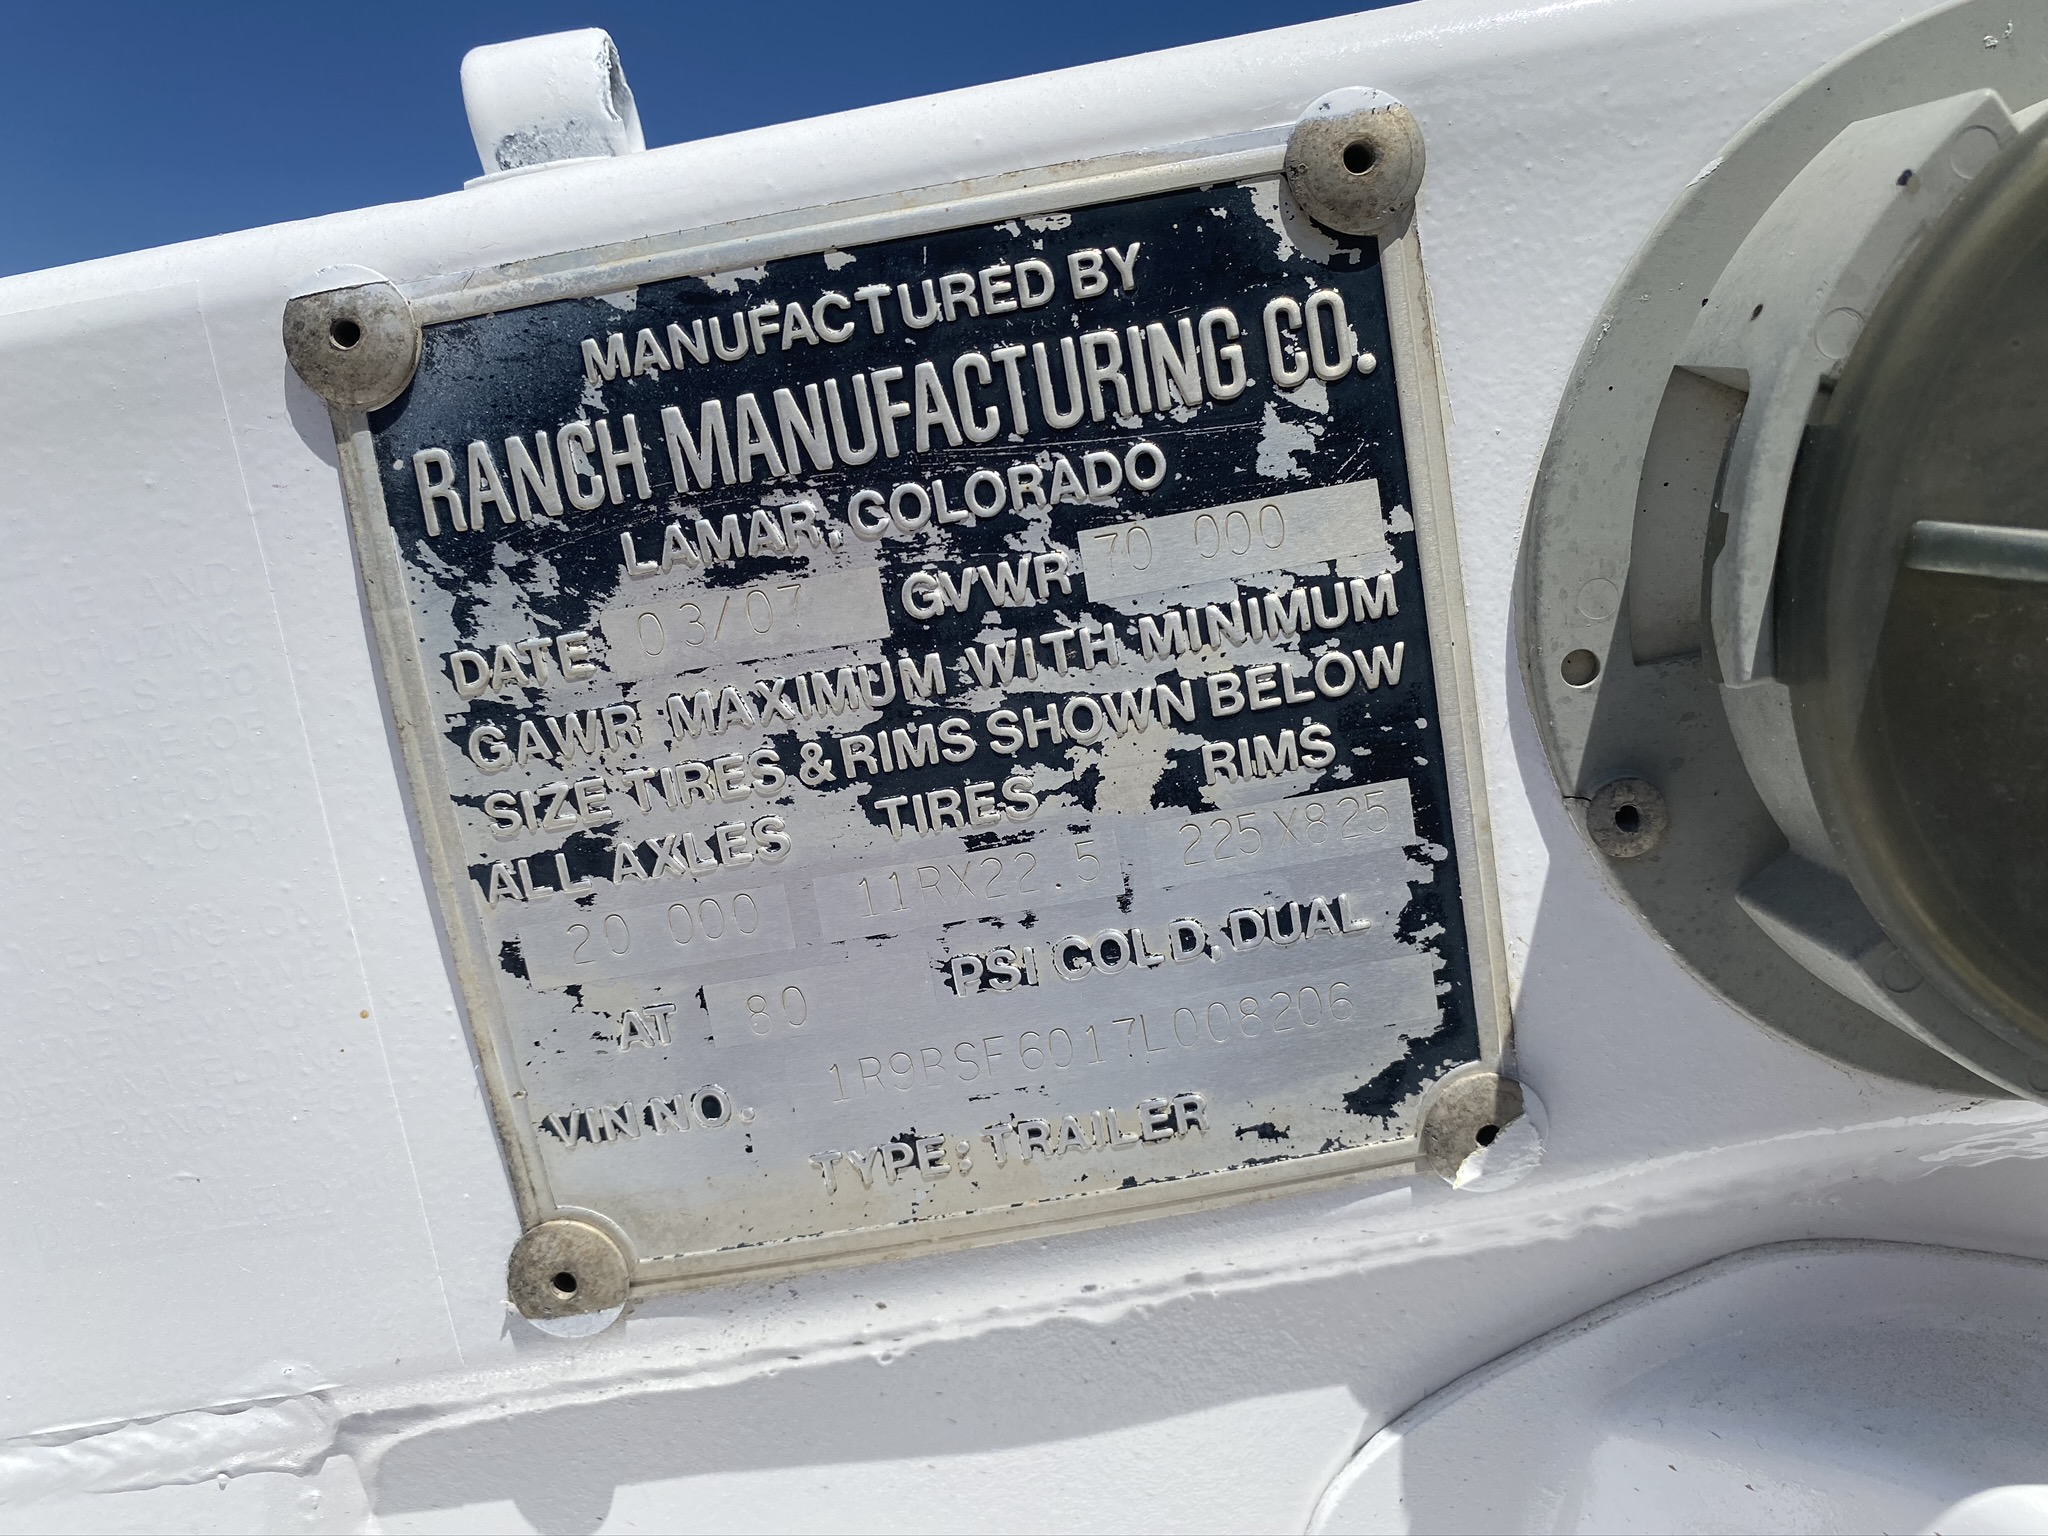 MANUFACTURED BY
RANCH MANUFACTURING CO.
LAMAR, COLORADO
DATE 03/07 GVWR 70 000
GAWR MAXIMUM WITH MINIMUM
SIZE TIRES & RIMS SHOWN BELOW
ALL AXLES TIRES RIMS
20 000 11RX22.5 225X825
AT 80 PSI COLD, DUAL
VIN NO. 1R9BSF6017L008206
TYPE: TRAILER